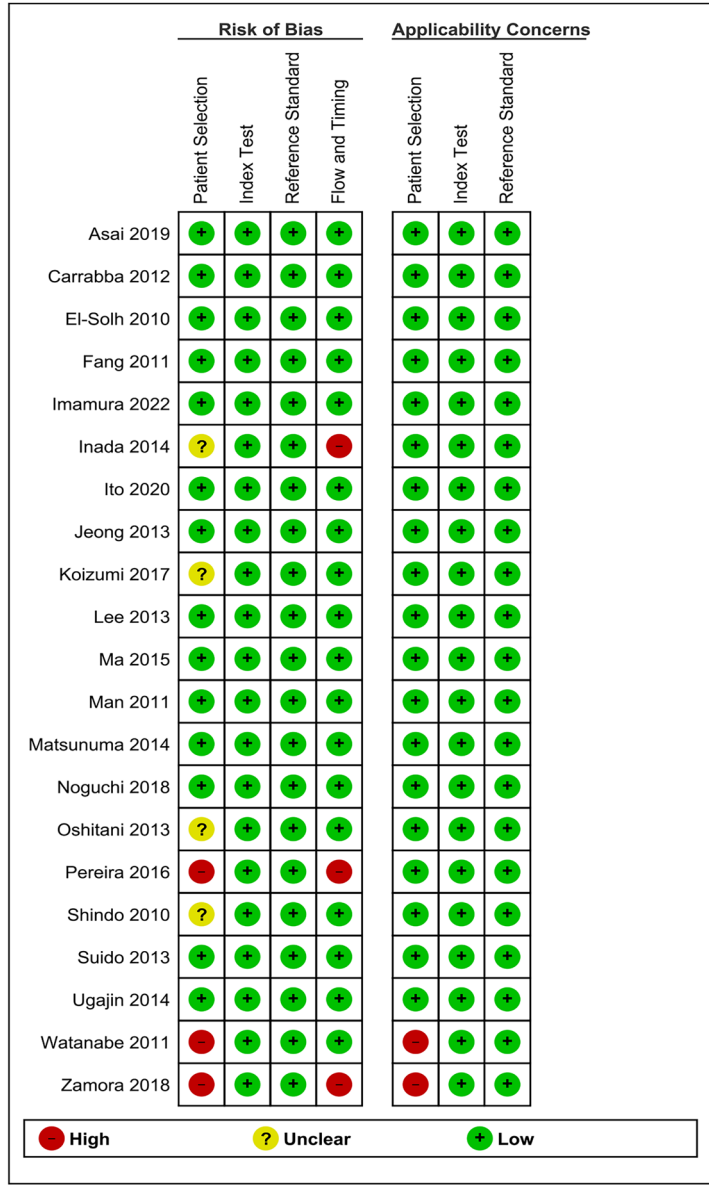 Risk of Bias Applicability Concerns
Patient Selection Index Test Reference Standard Flow and Timing Patient Selection Index Test Reference Standard
Asai 2019 + + + + + + +
Carrabba 2012 + + + + + + +
El-Solh 2010 + + + + + + +
Fang 2011 + + + + + + +
Imamura 2022 + + + + + + +
Inada 2014 ? + + – + + +
Ito 2020 + + + + + + +
Jeong 2013 + + + + + + +
Koizumi 2017 ? + + + + + +
Lee 2013 + + + + + + +
Ma 2015 + + + + + + +
Man 2011 + + + + + + +
Matsunuma 2014 + + + + + + +
Noguchi 2018 + + + + + + +
Oshitani 2013 ? + + + + + +
Pereira 2016 – + + – + + +
Shindo 2010 ? + + + + + +
Suido 2013 + + + + + + +
Ugajin 2014 + + + + + + +
Watanabe 2011 – + + + – + +
Zamora 2018 – + + – – + +
– High ? Unclear + Low